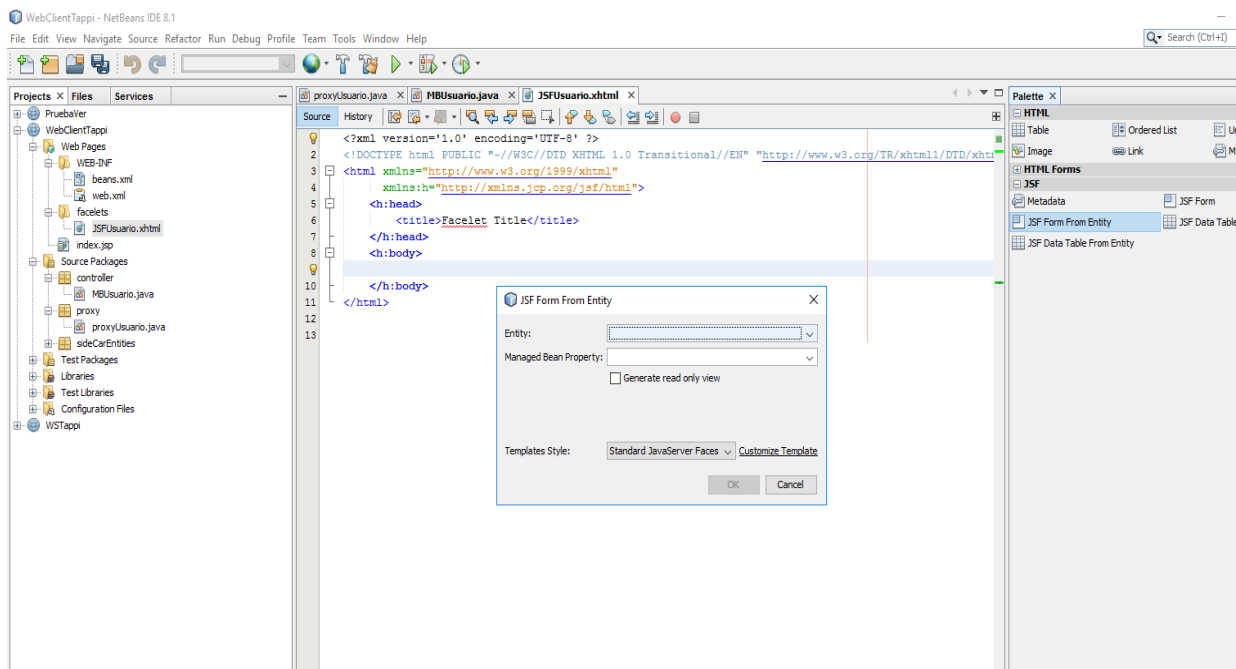 WebClientTappi - NetBeans IDE 8.1
File Edit View Navigate Source Refactor Run Debug Profile Team Tools Window Help
Search (Ctrl+I)
Projects Files Services
PruebaVer
WebClientTappi
Web Pages
WEB-INF
beans.xml
web.xml
facelets
JSFUsuario.xhtml
index.jsp
Source Packages
controller
MBUsuario.java
proxy
proxyUsuario.java
sideCarEntities
Test Packages
Libraries
Test Libraries
Configuration Files
WSTappi
proxyUsuario.java MBUsuario.java JSFUsuario.xhtml
Source History
<?xml version='1.0' encoding='UTF-8' ?>
2 <!DOCTYPE html PUBLIC "-//W3C//DTD XHTML 1.0 Transitional//EN" "http://www.w3.org/TR/xhtml1/DTD/xhtr
3 <html xmlns="http://www.w3.org/1999/xhtml"
4 xmlns:h="http://xmlns.jcp.org/jsf/html">
5 <h:head>
6 <title>Facelet Title</title>
7 </h:head>
8 <h:body>
10 </h:body>
11 </html>
12
13
JSF Form From Entity
Entity:
Managed Bean Property:
Generate read only view
Templates Style: Standard JavaServer Faces Customize Template
OK Cancel
Palette
HTML
Table Ordered List
Image Link
HTML Forms
JSF
Metadata JSF Form
JSF Form From Entity JSF Data Table
JSF Data Table From Entity